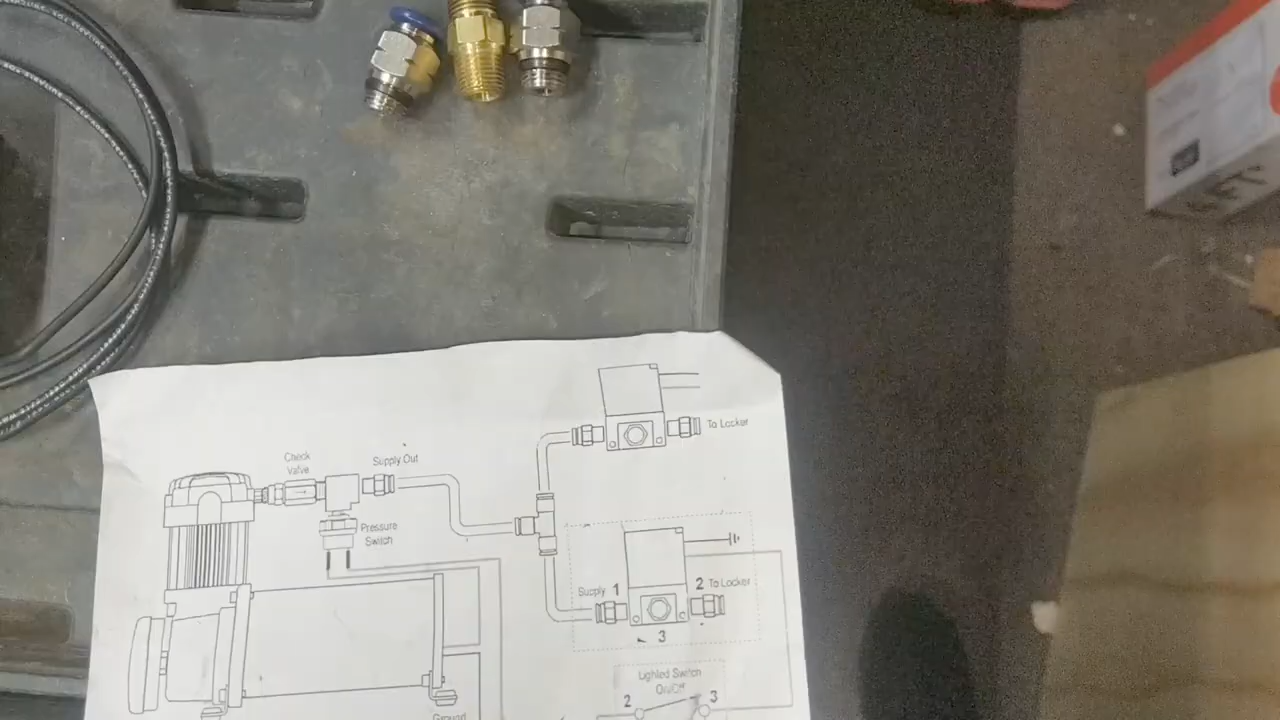 To Locker
Check
Valve
Supply Out
Pressure
Switch
Supply 1
2 To Locker
3
Lighted Switch
On/Off
2
3
Ground